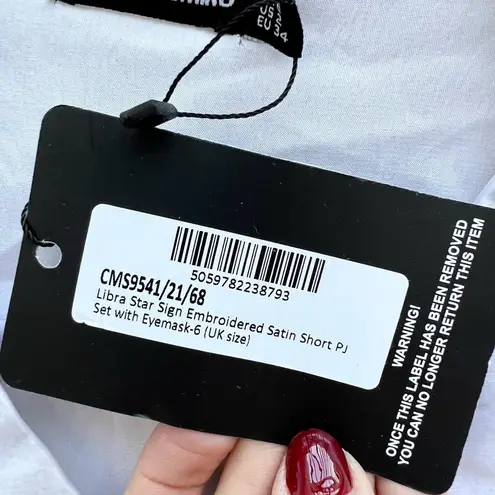 5059782238793
CMS9541/21/68
Libra Star Sign Embroidered Satin Short PJ
Set with Eyemask-6 (UK size)
WARNING!
ONCE THIS LABEL HAS BEEN REMOVED
YOU CAN NO LONGER RETURN THIS ITEM